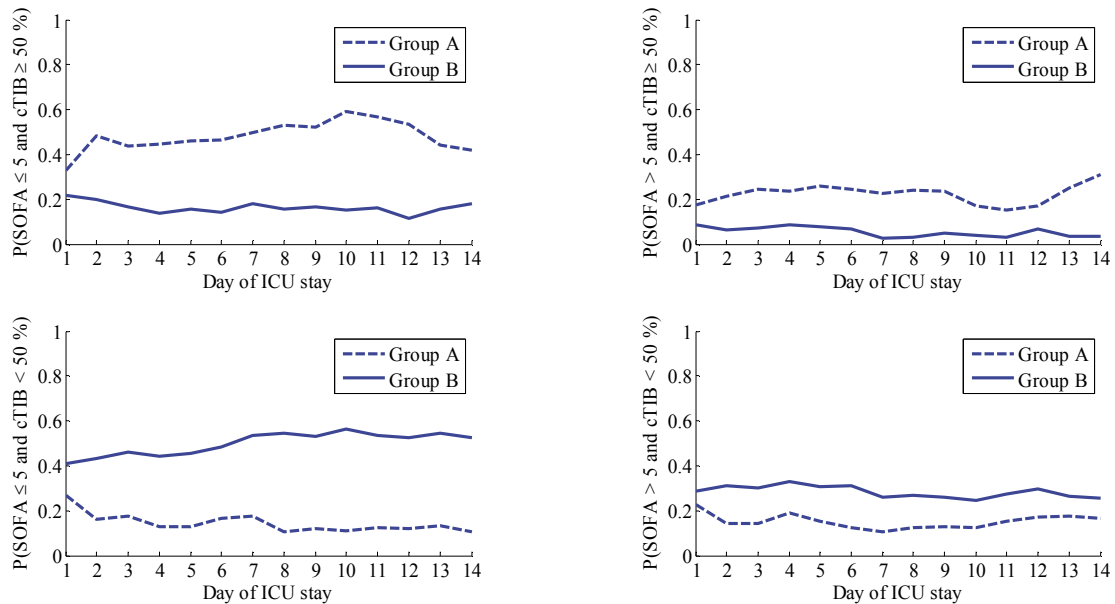 P(SOFA ≤ 5 and cTIB ≥ 50 %)
1
0.8
0.6
0.4
0.2
0
Group A
Group B
1 2 3 4 5 6 7 8 9 10 11 12 13 14
Day of ICU stay
P(SOFA > 5 and cTIB ≥ 50 %)
1
0.8
0.6
0.4
0.2
0
Group A
Group B
1 2 3 4 5 6 7 8 9 10 11 12 13 14
Day of ICU stay
P(SOFA ≤ 5 and cTIB < 50 %)
1
0.8
0.6
0.4
0.2
0
Group A
Group B
1 2 3 4 5 6 7 8 9 10 11 12 13 14
Day of ICU stay
P(SOFA > 5 and cTIB < 50 %)
1
0.8
0.6
0.4
0.2
0
Group A
Group B
1 2 3 4 5 6 7 8 9 10 11 12 13 14
Day of ICU stay